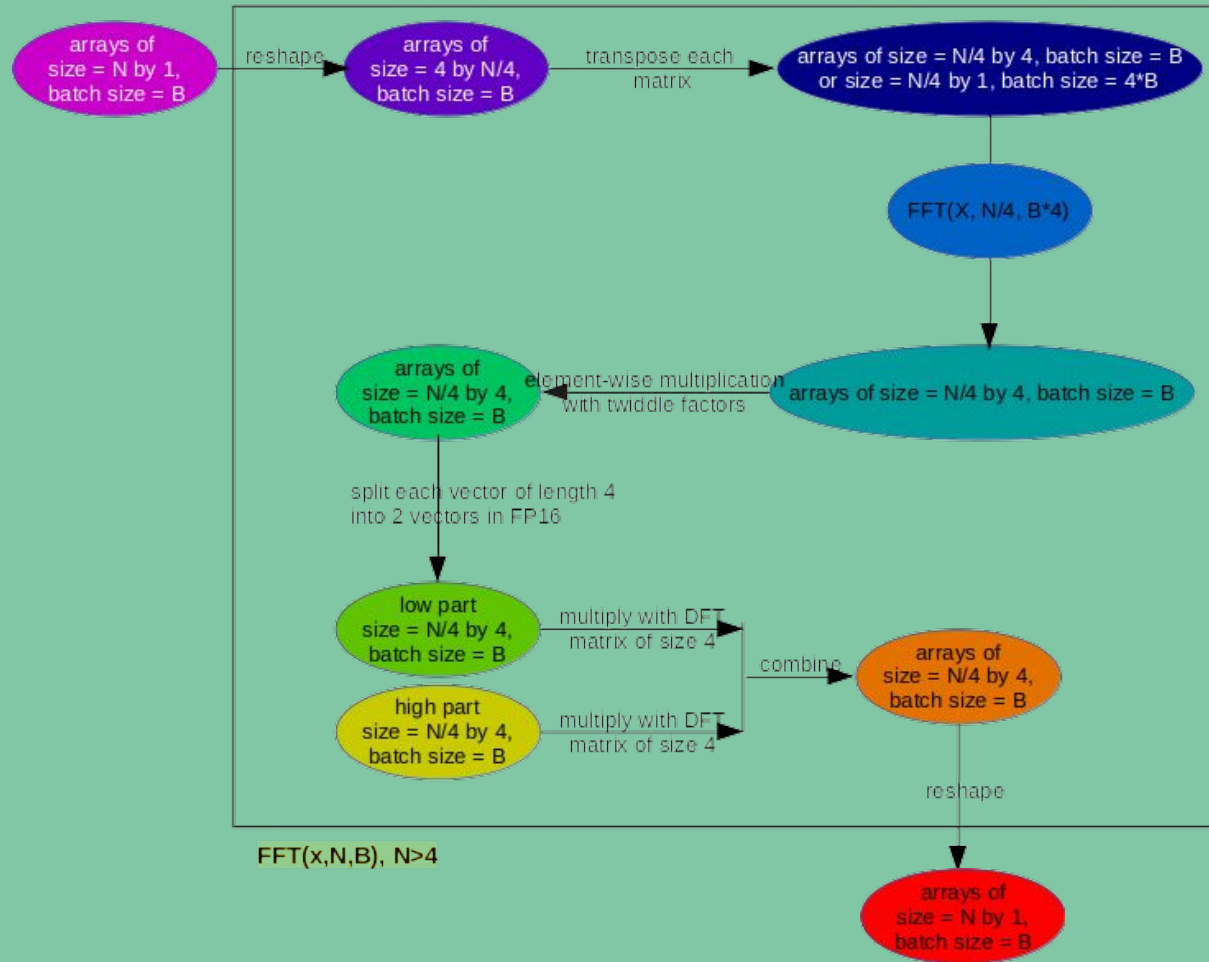 arrays of
size = N by 1,
batch size = B
reshape
arrays of
size = 4 by N/4,
batch size = B
transpose each
matrix
arrays of size = N/4 by 4, batch size = B
or size = N/4 by 1, batch size = 4*B
FFT(X, N/4, B*4)
arrays of size = N/4 by 4, batch size = B
element-wise multiplication
with twiddle factors
arrays of
size = N/4 by 4,
batch size = B
split each vector of length 4
into 2 vectors in FP16
low part
size = N/4 by 4,
batch size = B
multiply with DFT
matrix of size 4
high part
size = N/4 by 4,
batch size = B
multiply with DFT
matrix of size 4
combine
arrays of
size = N/4 by 4,
batch size = B
reshape
FFT(x,N,B), N>4
arrays of
size = N by 1,
batch size = B